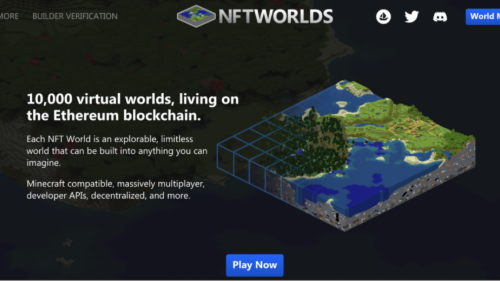 MORE
BUILDER VERIFICATION
NFTWORLDS
World
10,000 virtual worlds, living on
the Ethereum blockchain.
Each NFT World is an explorable, limitless
world that can be built into anything you can
imagine.
Minecraft compatible, massively multiplayer,
developer APIs, decentralized, and more.
Play Now